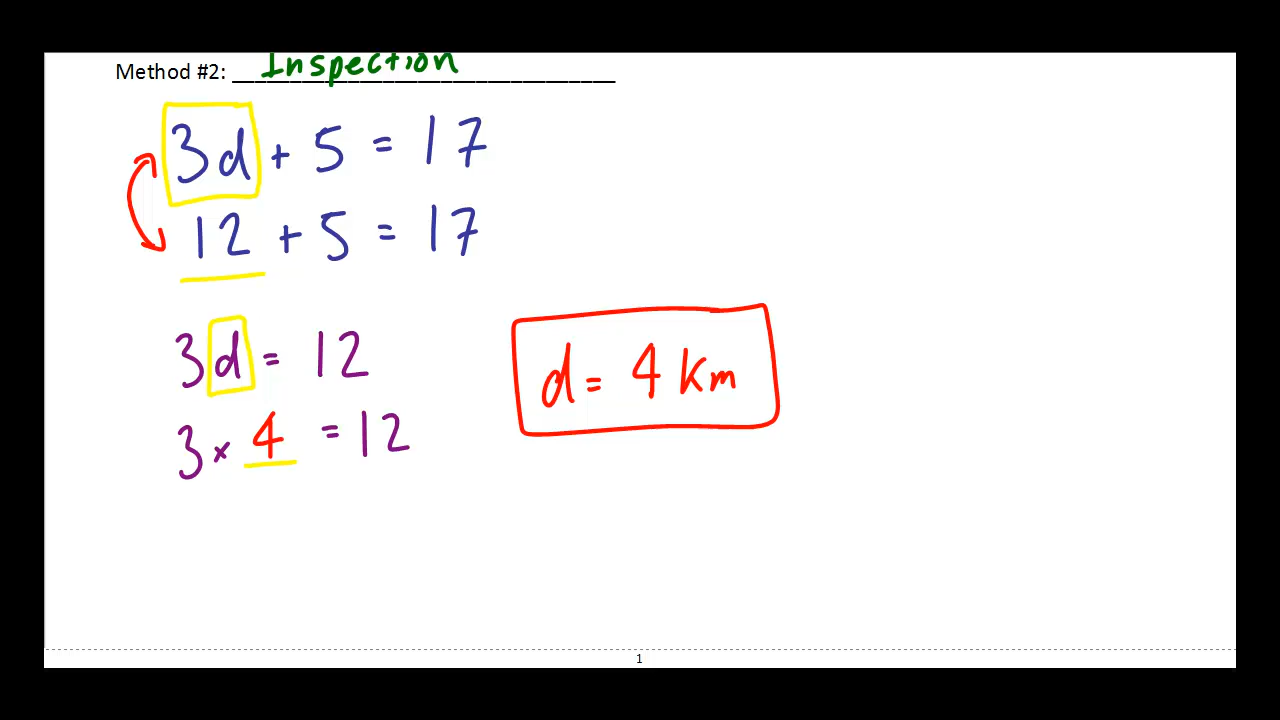 Method #2: Inspection
3d + 5 = 17
12 + 5 = 17
3d = 12
3 × 4 = 12
d = 4 km
1